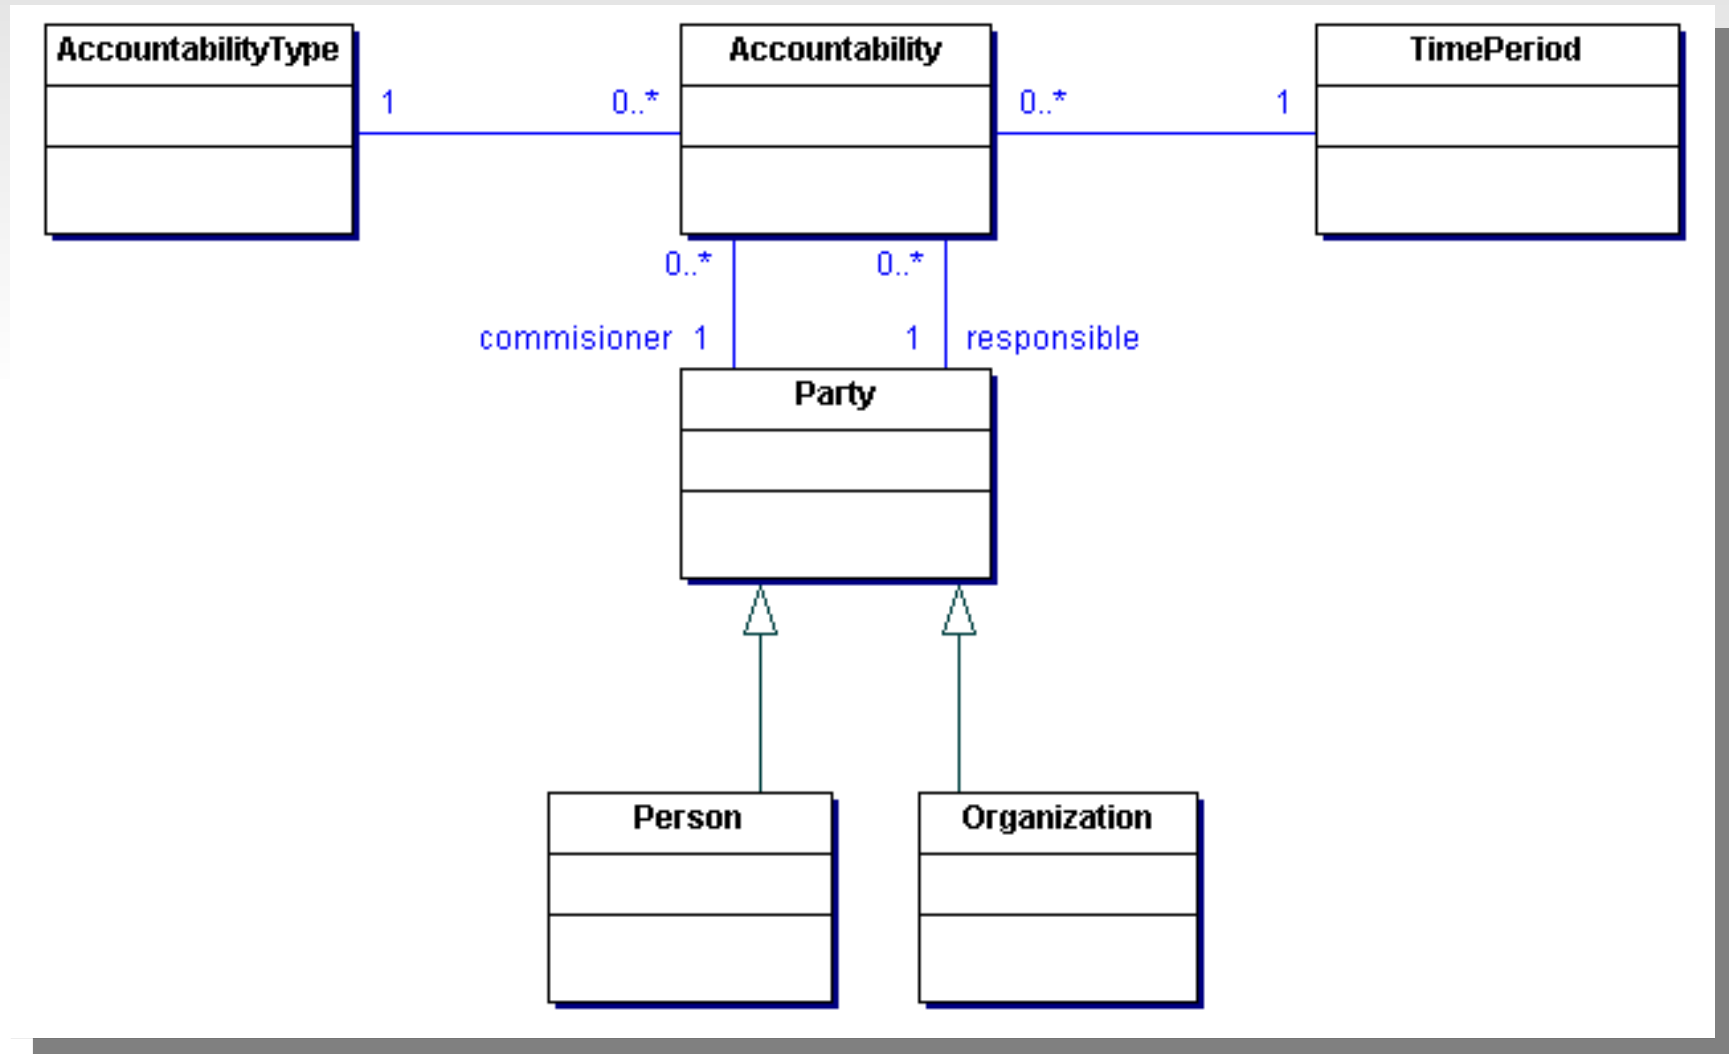 AccountabilityType
Accountability
TimePeriod
1
0..*
0..*
1
0..*
0..*
commisioner 1
1 responsible
Party
Person
Organization